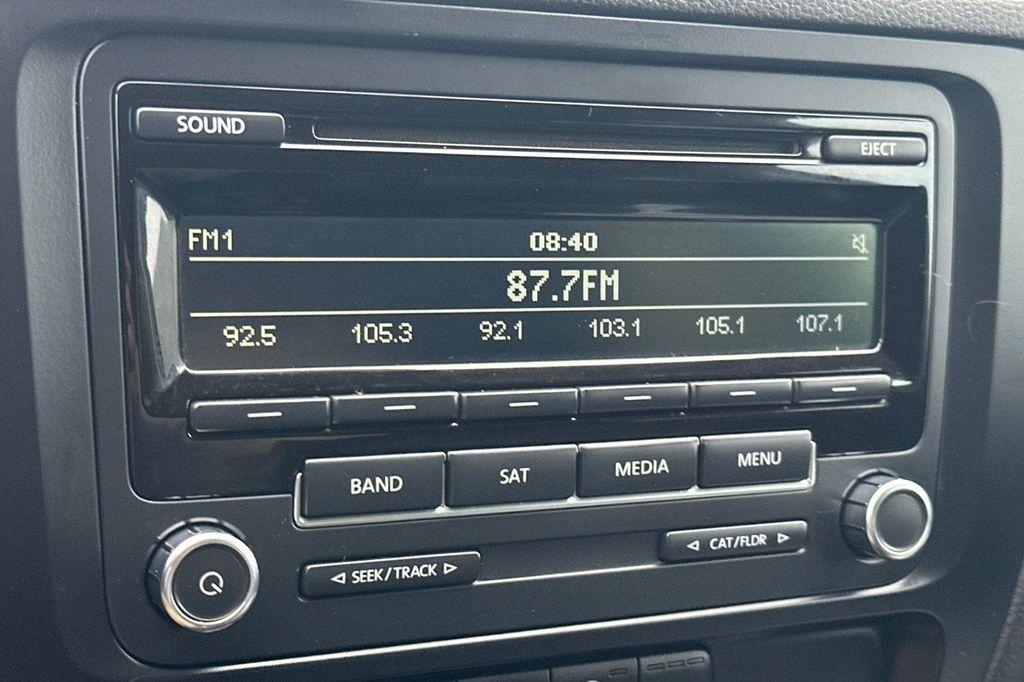 SOUND
EJECT
FM1 08:40
87.7FM
92.5 105.3 92.1 103.1 105.1 107.1
BAND SAT MEDIA MENU
SEEK/TRACK
CAT/FLDR